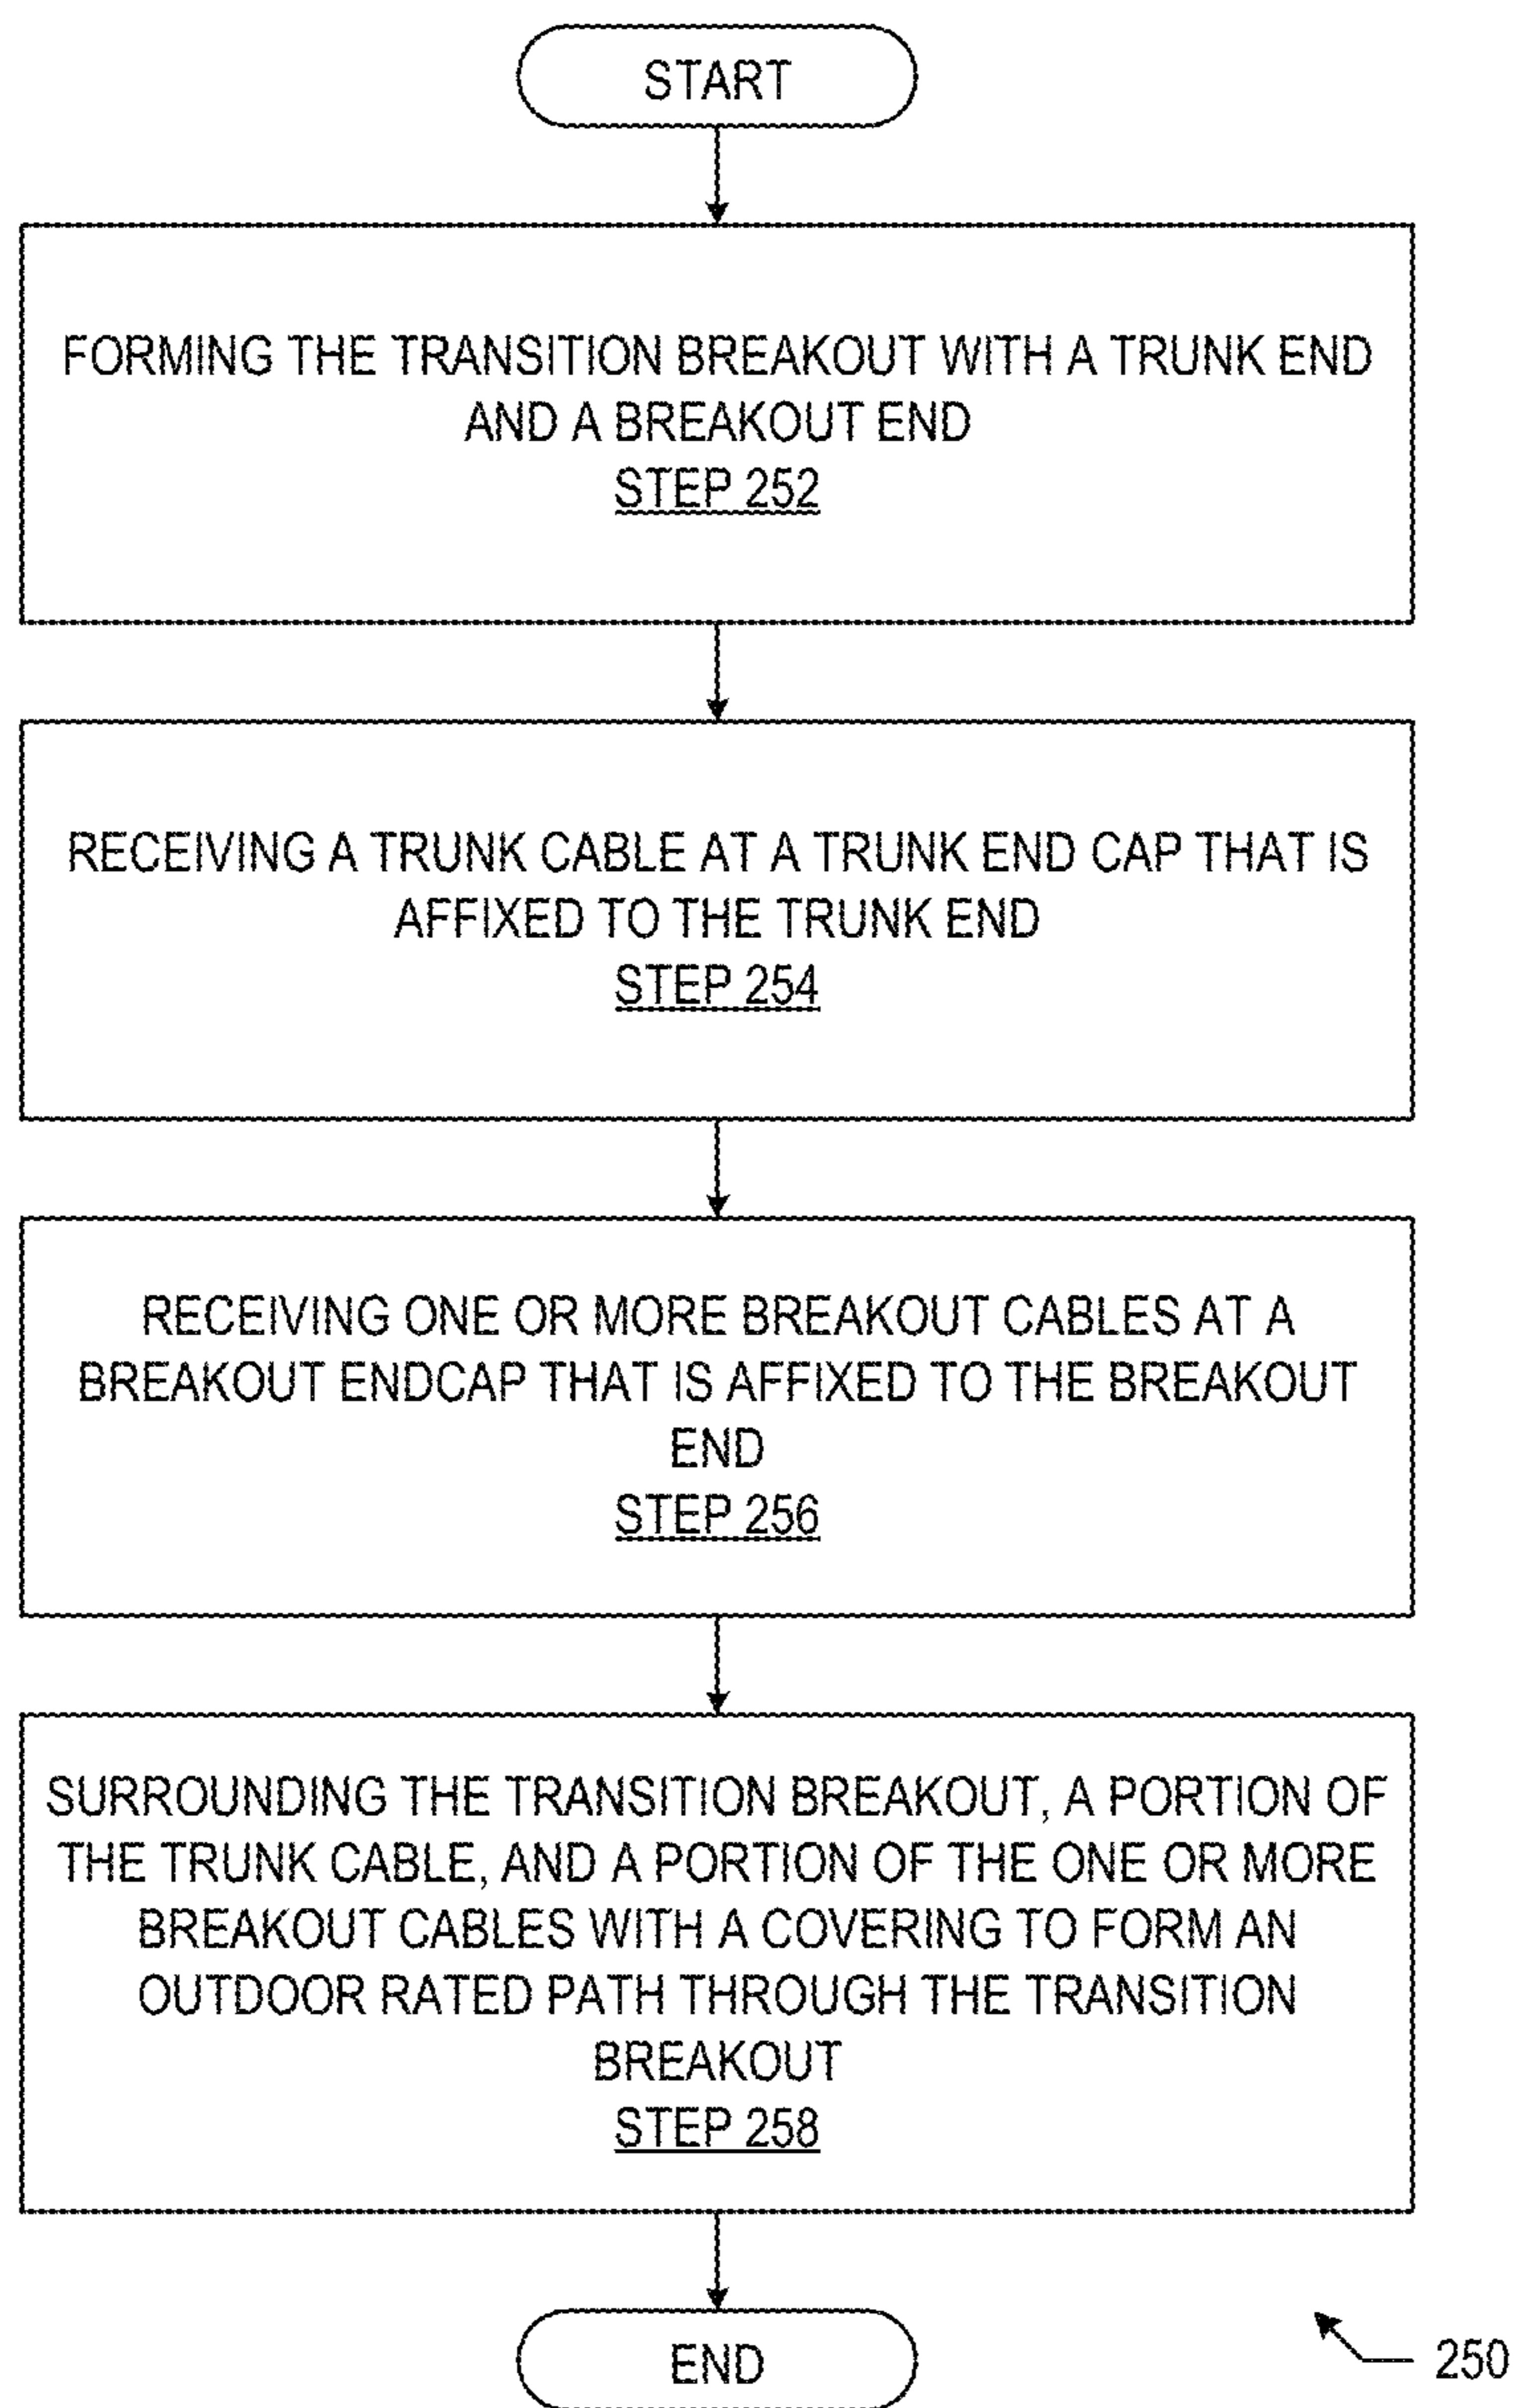 START
FORMING THE TRANSITION BREAKOUT WITH A TRUNK END
AND A BREAKOUT END
STEP 252
RECEIVING A TRUNK CABLE AT A TRUNK END CAP THAT IS
AFFIXED TO THE TRUNK END
STEP 254
RECEIVING ONE OR MORE BREAKOUT CABLES AT A
BREAKOUT ENDCAP THAT IS AFFIXED TO THE BREAKOUT
END
STEP 256
SURROUNDING THE TRANSITION BREAKOUT, A PORTION OF
THE TRUNK CABLE, AND A PORTION OF THE ONE OR MORE
BREAKOUT CABLES WITH A COVERING TO FORM AN
OUTDOOR RATED PATH THROUGH THE TRANSITION
BREAKOUT
STEP 258
END
250